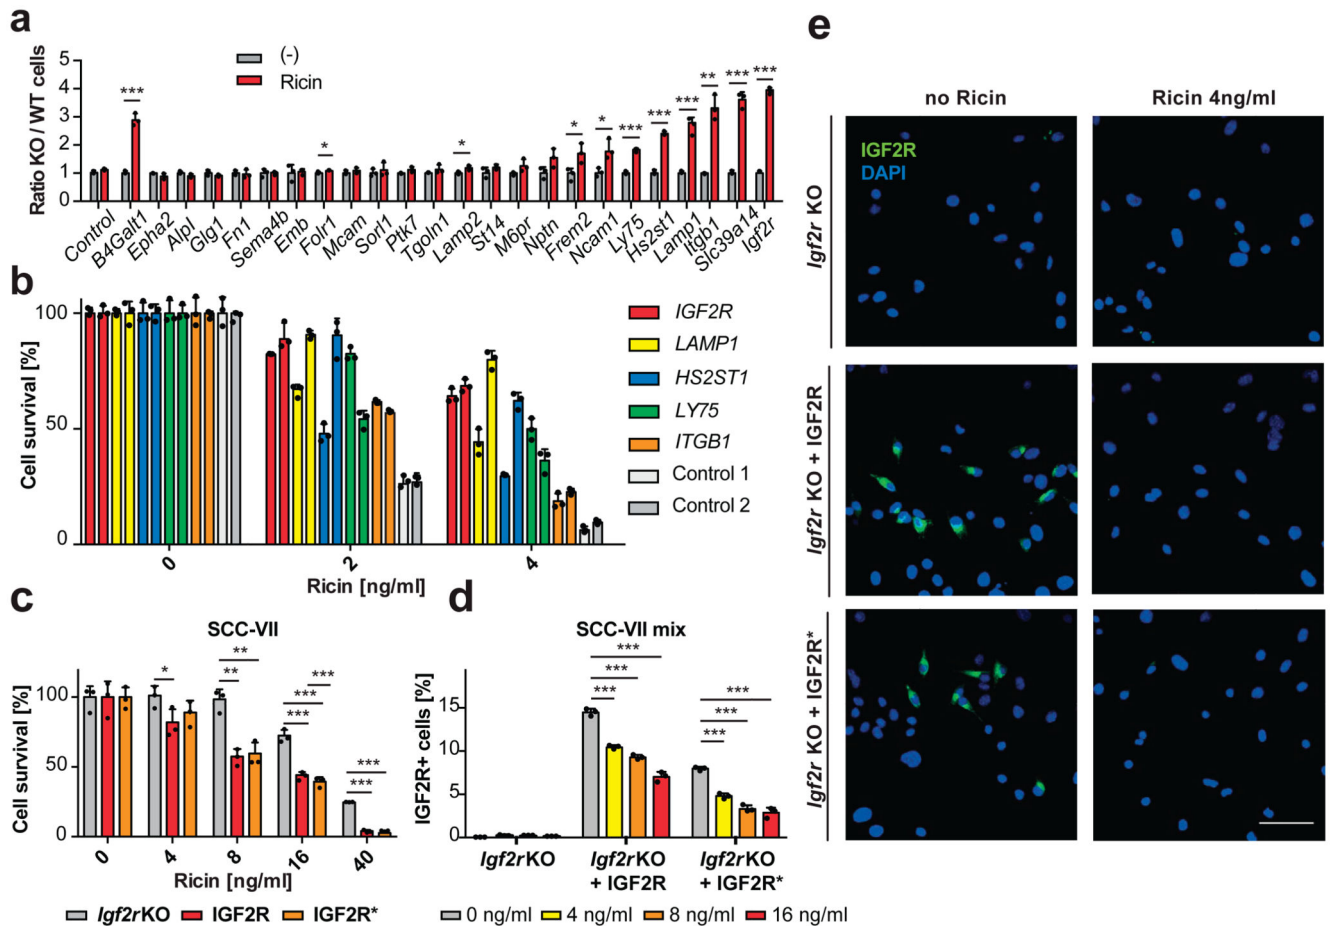 a
Ratio KO / WT cells
5
4
3
2
1
0
(-)
Ricin
***
*
*
*
*
***
***
***
**
***
***
Control
B4Galt1
Epha2
Alpl
Glg1
Fn1
Sema4b
Emb
Folr1
Mcam
Sorl1
Ptk7
Tgoln1
Lamp2
St14
M6pr
Nptn
Frem2
Ncam1
Ly75
Hs2st1
Lamp1
Itgb1
Slc39a14
Igf2r
b
Cell survival [%]
100
50
0
0
2
4
Ricin [ng/ml]
IGF2R
LAMP1
HS2ST1
LY75
ITGB1
Control 1
Control 2
c
SCC-VII
Cell survival [%]
100
50
0
*
**
**
***
***
***
***
***
0
4
8
16
40
Ricin [ng/ml]
Igf2rKO
IGF2R
IGF2R*
d
SCC-VII mix
IGF2R+ cells [%]
15
10
5
0
***
***
***
***
***
***
Igf2rKO
Igf2rKO
+ IGF2R
Igf2rKO
+ IGF2R*
0 ng/ml
4 ng/ml
8 ng/ml
16 ng/ml
e
no Ricin
Ricin 4ng/ml
IGF2R
DAPI
Igf2r KO
Igf2r KO + IGF2R
Igf2r KO + IGF2R*